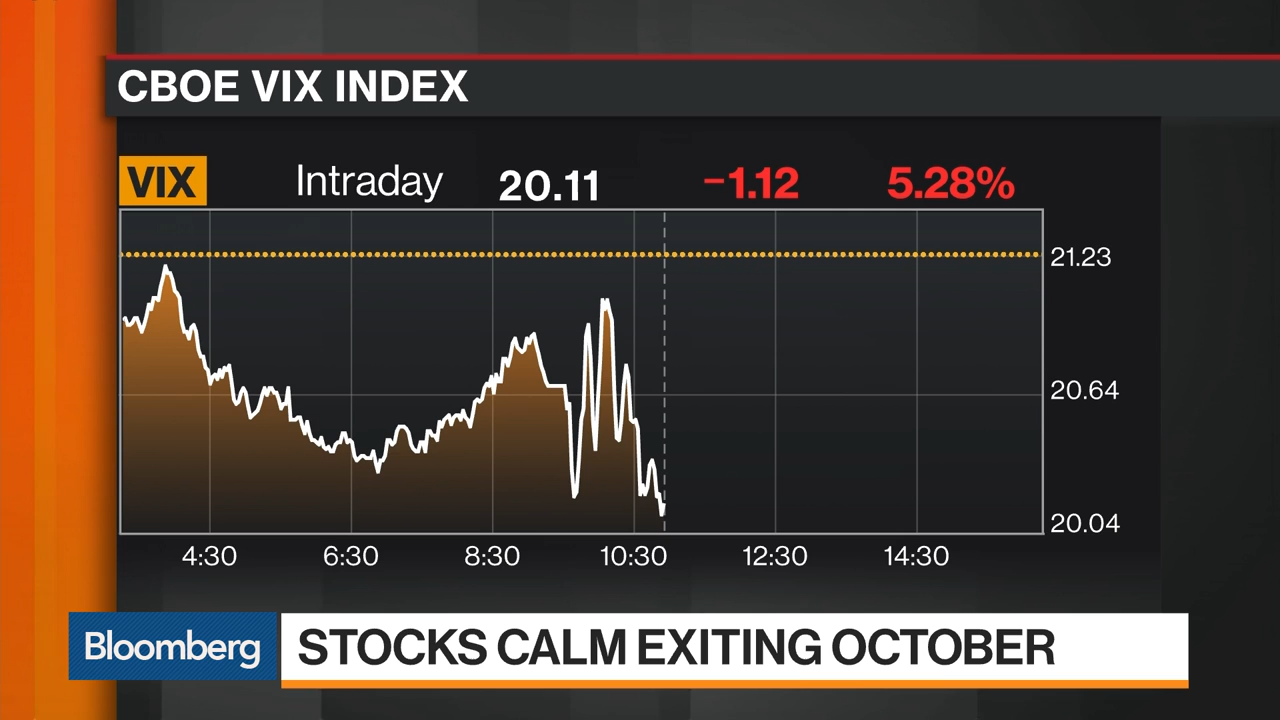 CBOE VIX INDEX
VIX Intraday 20.11 −1.12 5.28%
21.23
20.64
20.04
4:30 6:30 8:30 10:30 12:30 14:30
Bloomberg STOCKS CALM EXITING OCTOBER